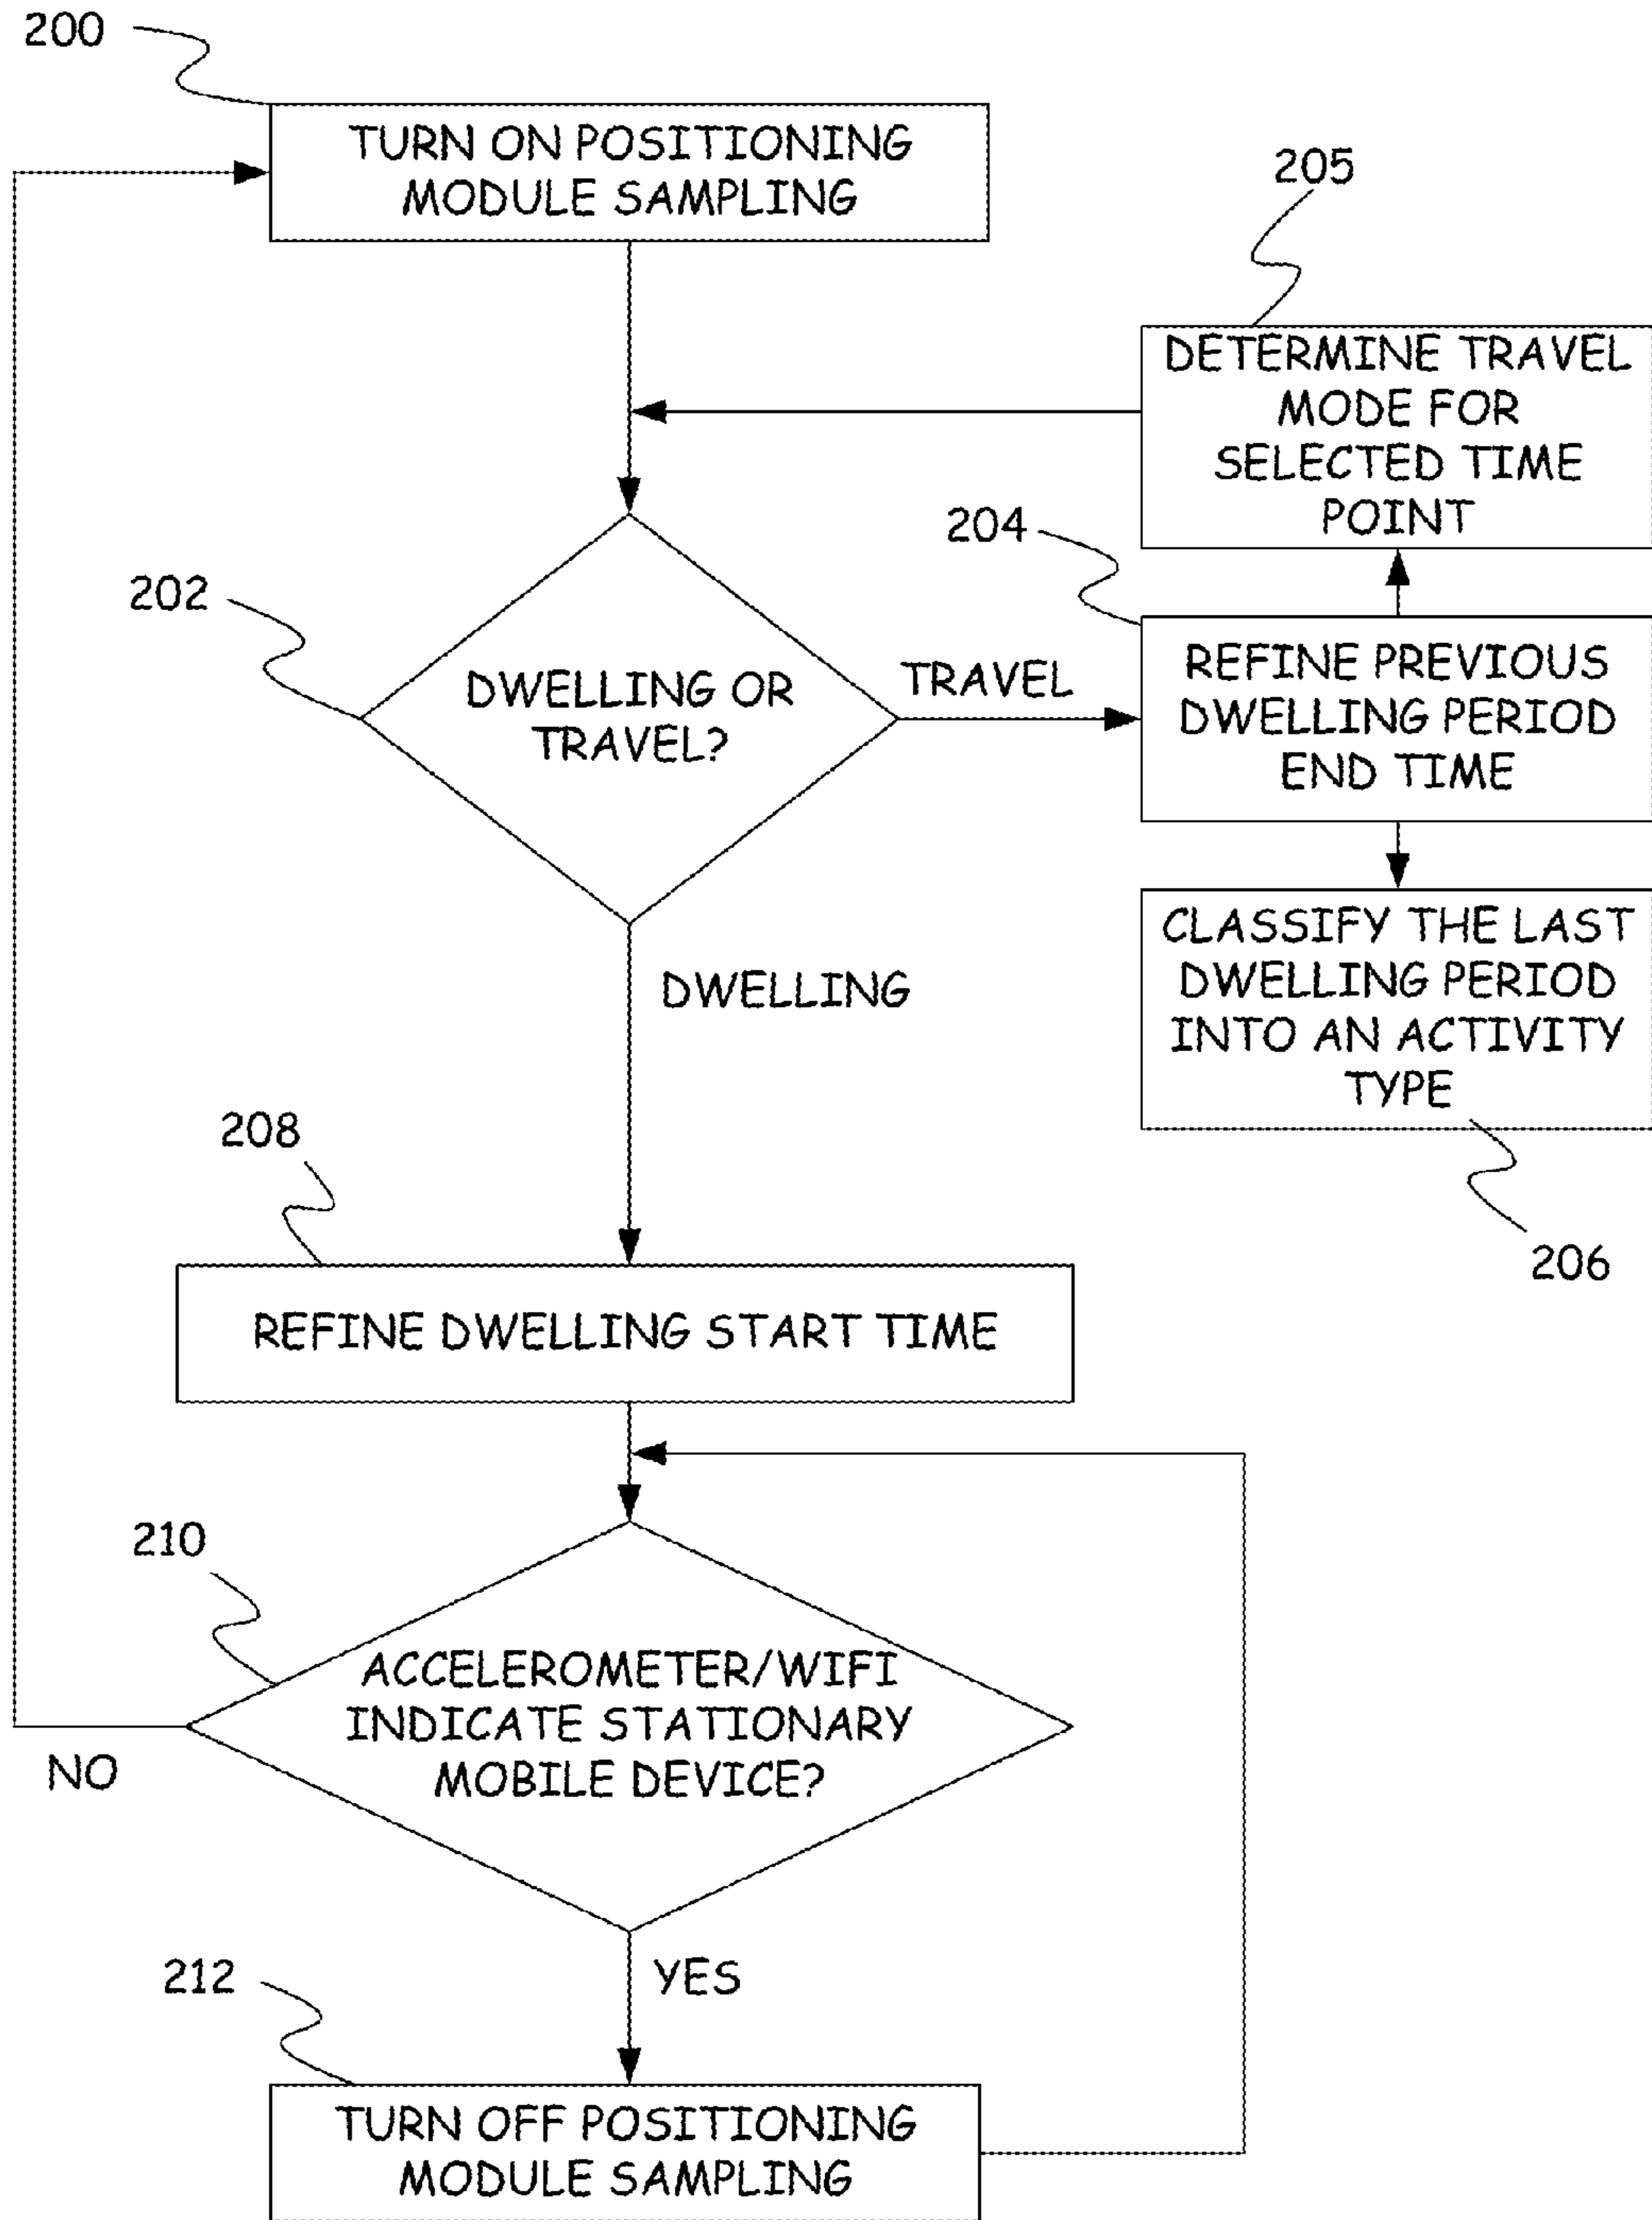 200
TURN ON POSITIONING
MODULE SAMPLING
205
DETERMINE TRAVEL
MODE FOR
SELECTED TIME
POINT
204
202
DWELLING OR
TRAVEL?
TRAVEL
REFINE PREVIOUS
DWELLING PERIOD
END TIME
CLASSIFY THE LAST
DWELLING PERIOD
INTO AN ACTIVITY
TYPE
206
DWELLING
208
REFINE DWELLING START TIME
210
ACCELEROMETER/WIFI
INDICATE STATIONARY
MOBILE DEVICE?
NO
YES
212
TURN OFF POSITIONING
MODULE SAMPLING